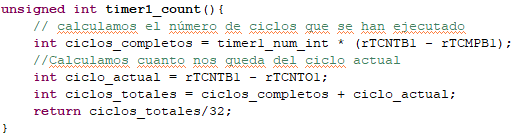 unsigned int timer1_count(){
// calculamos el número de ciclos que se han ejecutado
int ciclos_completos = timer1_num_int * (rTCNTB1 - rTCMPB1);
//Calculamos cuanto nos queda del ciclo actual
int ciclo_actual = rTCNTB1 - rTCNTO1;
int ciclos_totales = ciclos_completos + ciclo_actual;
return ciclos_totales/32;
}